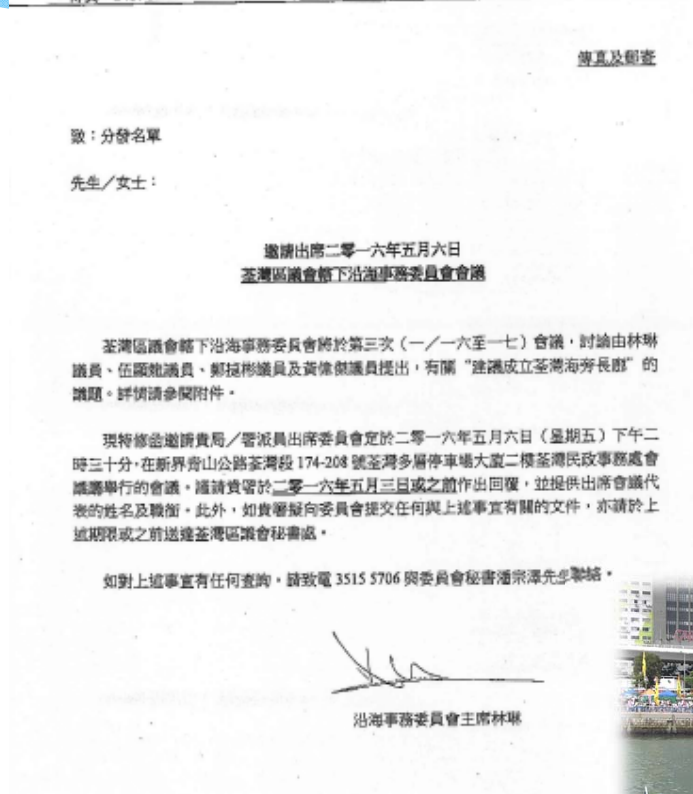 傳真及郵寄
致：分發名單
先生／女士：
邀請出席二零一六年五月六日
荃灣區議會轄下沿海事務委員會會議
荃灣區議會轄下沿海事務委員會將於第三次（一／一六至一七）會議，討論由林琳
議員、伍顯龍議員、鄭捷彬議員及黃偉傑議員提出，有關“建議成立荃灣海旁長廊”的
議題。詳情請參閱附件。
現特修函邀請貴局／署派員出席委員會定於二零一六年五月六日（星期五）下午二
時三十分，在新界青山公路荃灣段 174-208 號荃灣多層停車場大廈二樓荃灣民政事務處會
議廳舉行的會議。謹請貴署於二零一六年五月三日或之前作出回覆，並提供出席會議代
表的姓名及職銜。此外，如貴署擬向委員會提交任何與上述事宜有關的文件，亦請於上
述期限或之前送達荃灣區議會秘書處。
如對上述事宜有任何查詢，請致電 3515 5706 與委員會秘書潘宗澤先生聯絡。
沿海事務委員會主席林琳